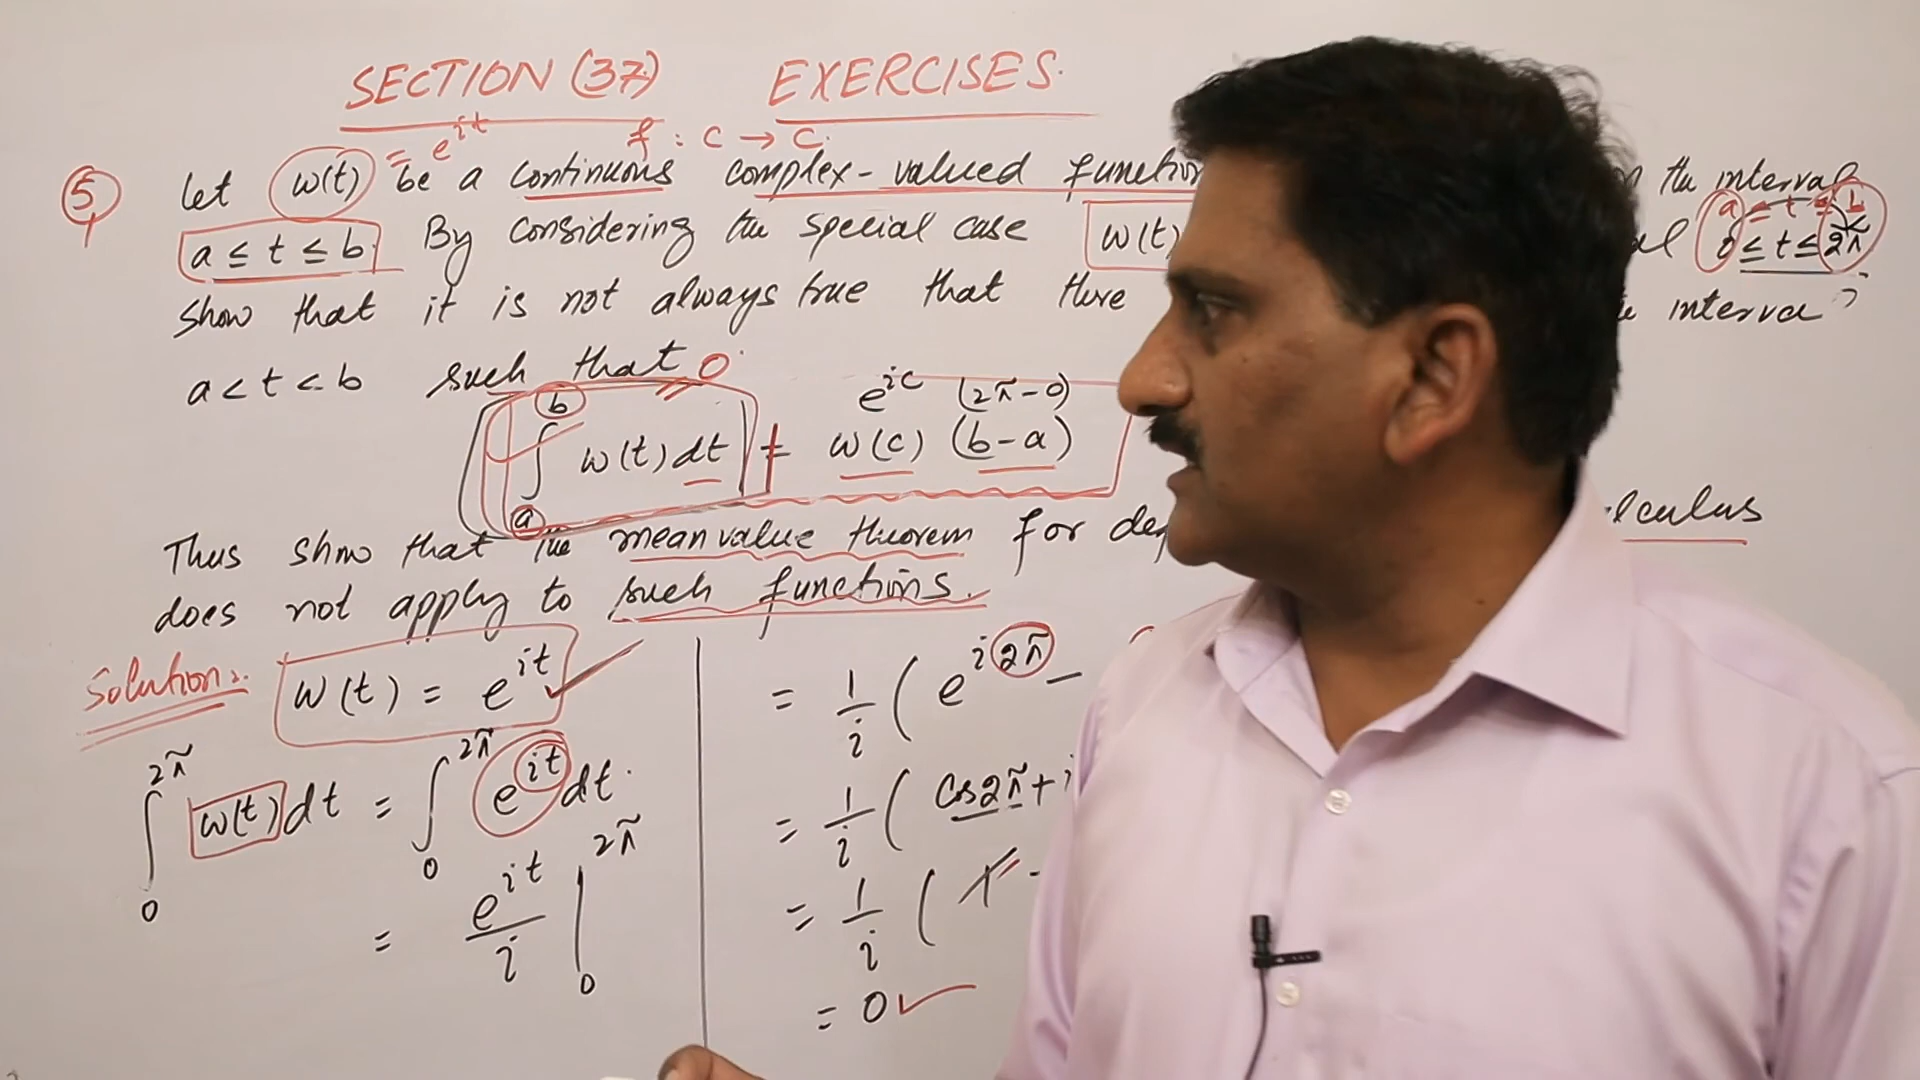 SECTION (37) EXERCISES.
= e^{it} f : C → C
5 Let w(t) be a continuous complex-valued function the interval
a ≤ t ≤ b. By considering the special case w(t) 0 ≤ t ≤ 2π
a ≤ t ≤ b
show that it is not always true that there interval
a < t < b such that 0
e^{ic} (2π-0)
∫_a^b w(t) dt ≠ w(c) (b-a)
Thus show that the mean value theorem for calculus
does not apply to such functions.
Solution:. w(t) = e^{it}
∫_0^{2π} w(t) dt = ∫_0^{2π} e^{it} dt.
= e^{it}/i |_0^{2π}
= 1/i ( e^{i2π} -
= 1/i ( cos2π + i
= 1/i ( 1 -
= 0 ✓